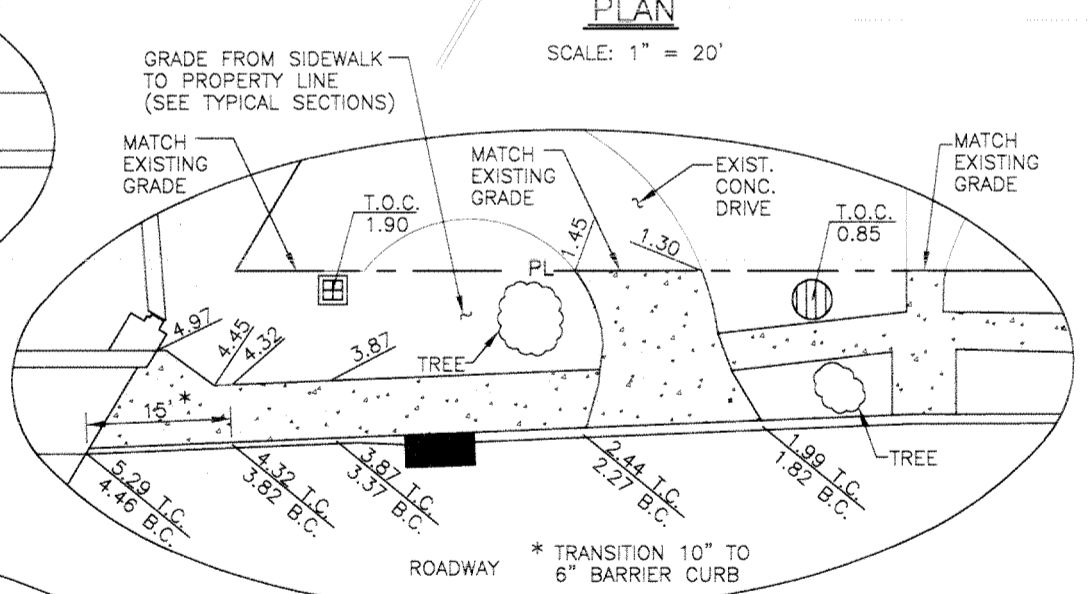 PLAN
SCALE: 1" = 20'
GRADE FROM SIDEWALK
TO PROPERTY LINE
(SEE TYPICAL SECTIONS)
MATCH
EXISTING
GRADE
T.O.C.
1.90
MATCH
EXISTING
GRADE
EXIST.
CONC.
DRIVE
MATCH
EXISTING
GRADE
T.O.C.
0.85
1.45
1.30
PL
4.97
4.45
4.32
3.87
TREE
15'
*
TREE
5.29 T.C.
4.46 B.C.
4.32 T.C.
3.82 B.C.
3.87 T.C.
3.37 B.C.
2.44 T.C.
2.27 B.C.
1.99 T.C.
1.82 B.C.
ROADWAY
* TRANSITION 10" TO
6" BARRIER CURB